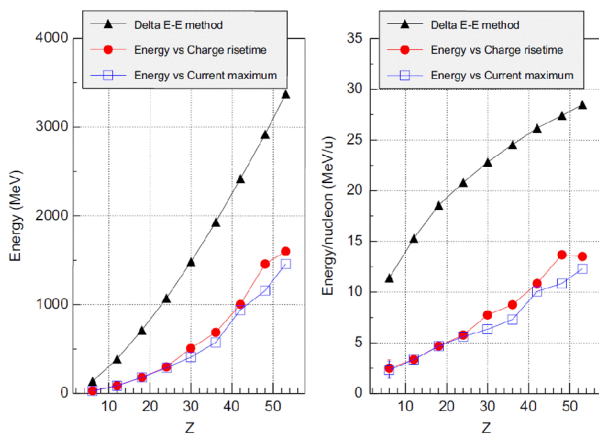 Delta E-E method
Energy vs Charge risetime
Energy vs Current maximum
Energy (MeV)
4000
3000
2000
1000
0
0
10
20
30
40
50
Z
Delta E-E method
Energy vs Charge risetime
Energy vs Current maximum
Energy/nucleon (MeV/u)
35
30
25
20
15
10
5
0
10
20
30
40
50
Z